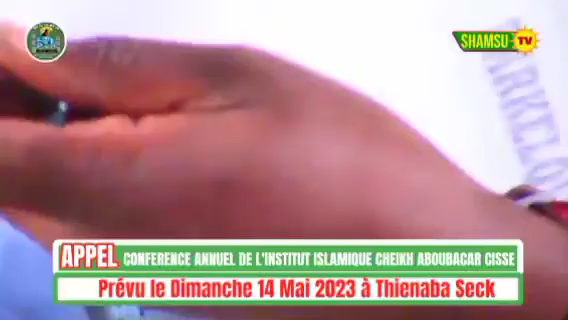 SHAMSU TV
ARKELO
APPEL CONFERENCE ANNUEL DE L'INSTITUT ISLAMIQUE CHEIKH ABOUBACAR CISSE
Prévu le Dimanche 14 Mai 2023 à Thienaba Seck